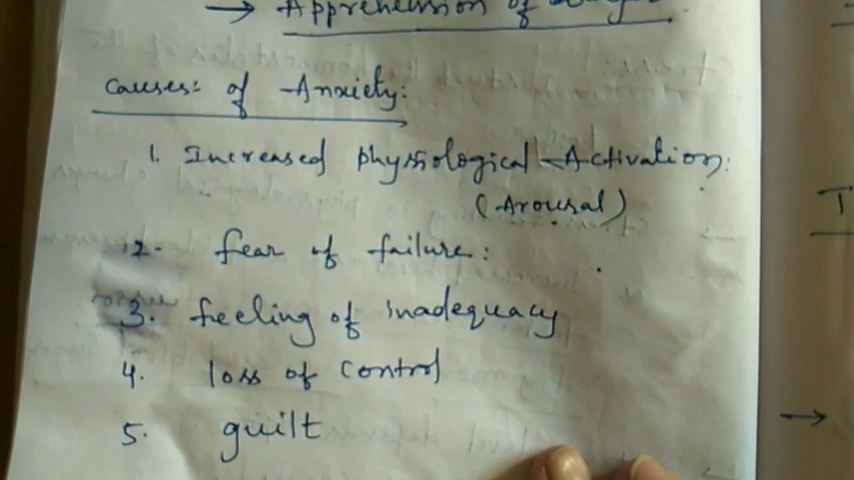 → Apprehension of
Causes: of Anxiety:
1. Increased physiological Activation:
(Arousal)
2. fear of failure:
3. feeling of inadequacy
4. loss of control
5. guilt
T
→